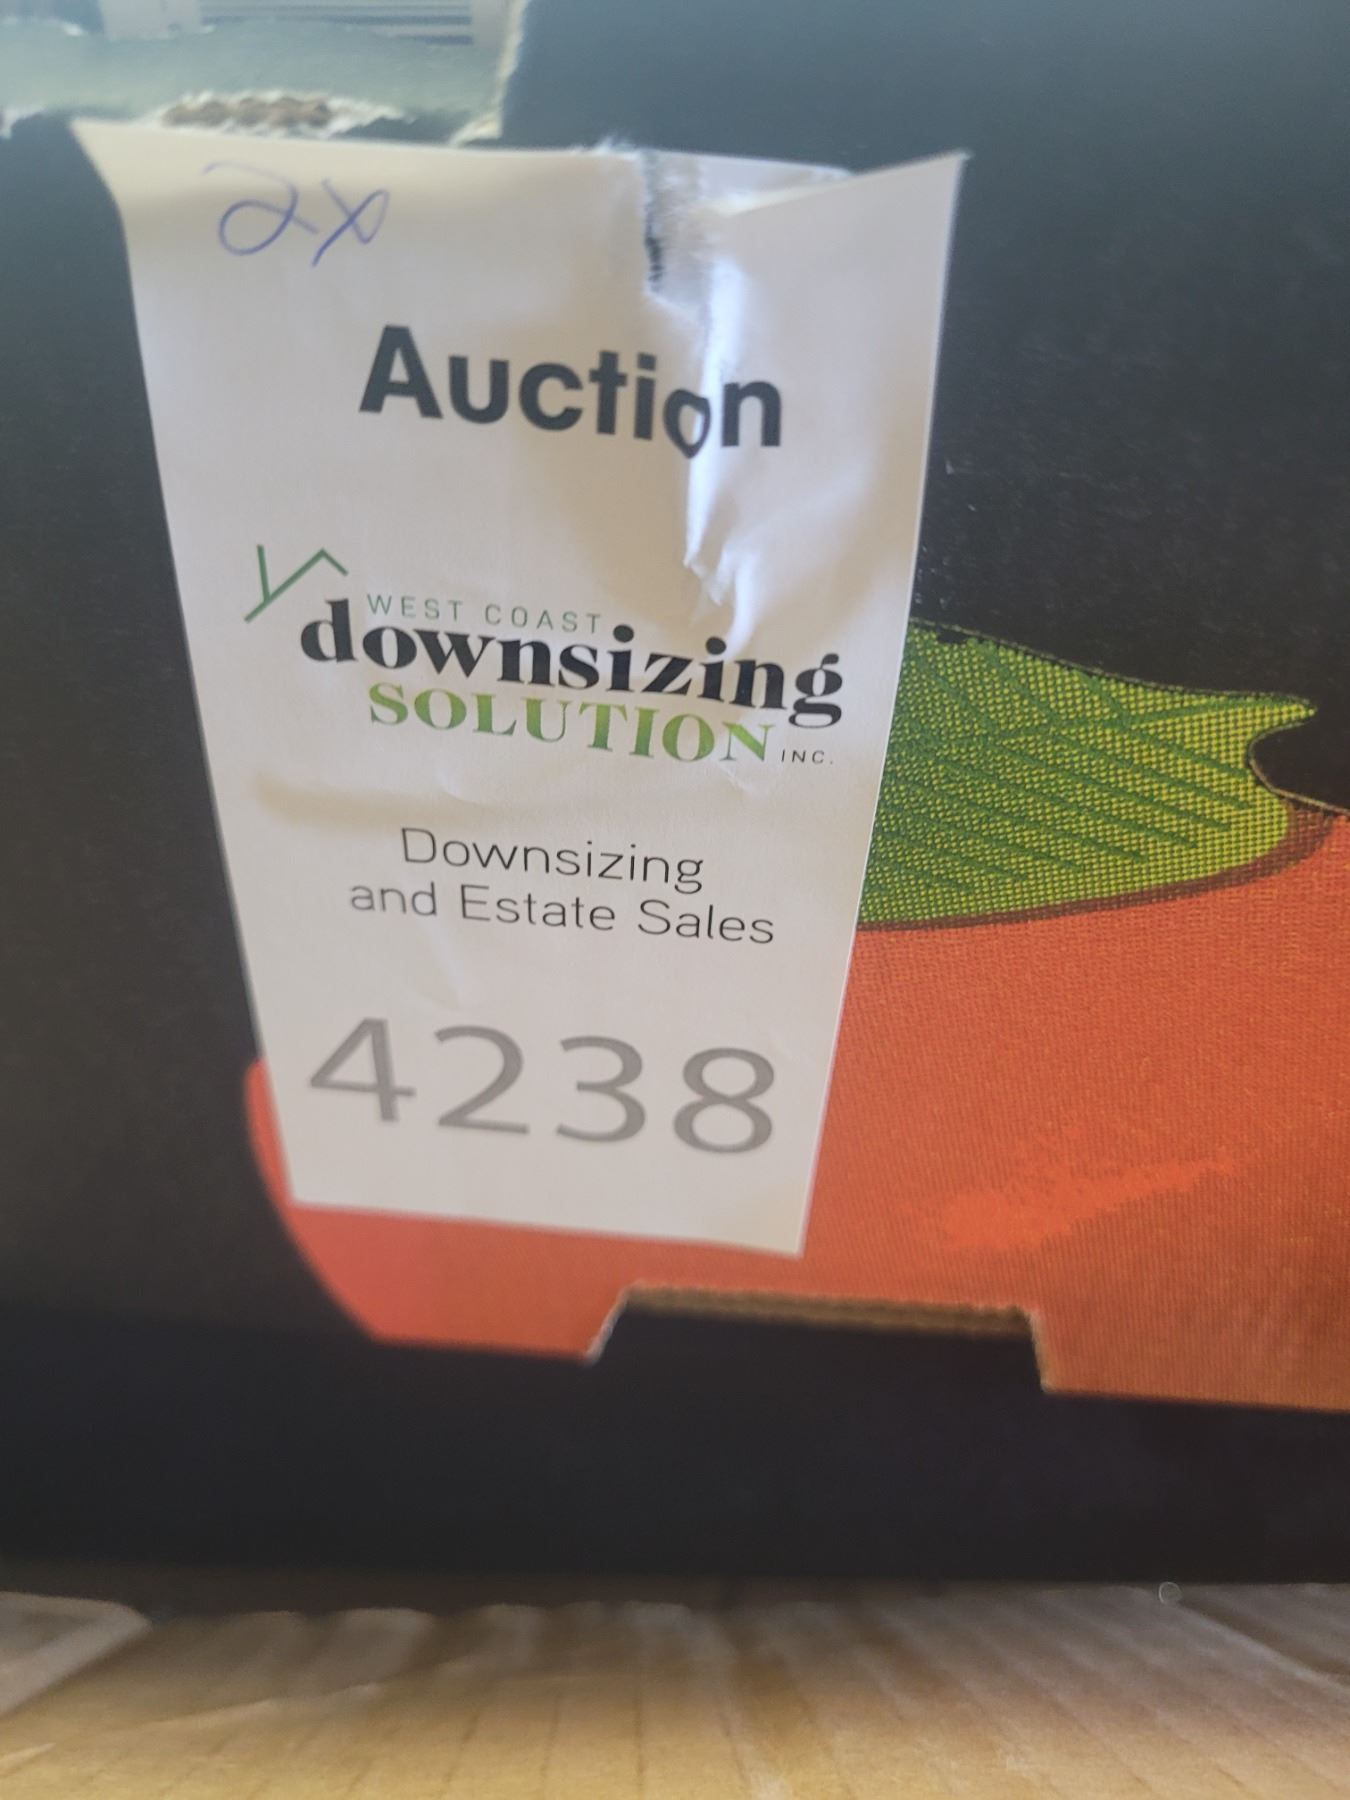 2x
Auction
WEST COAST
downsizing
SOLUTION INC.
Downsizing
and Estate Sales
4238